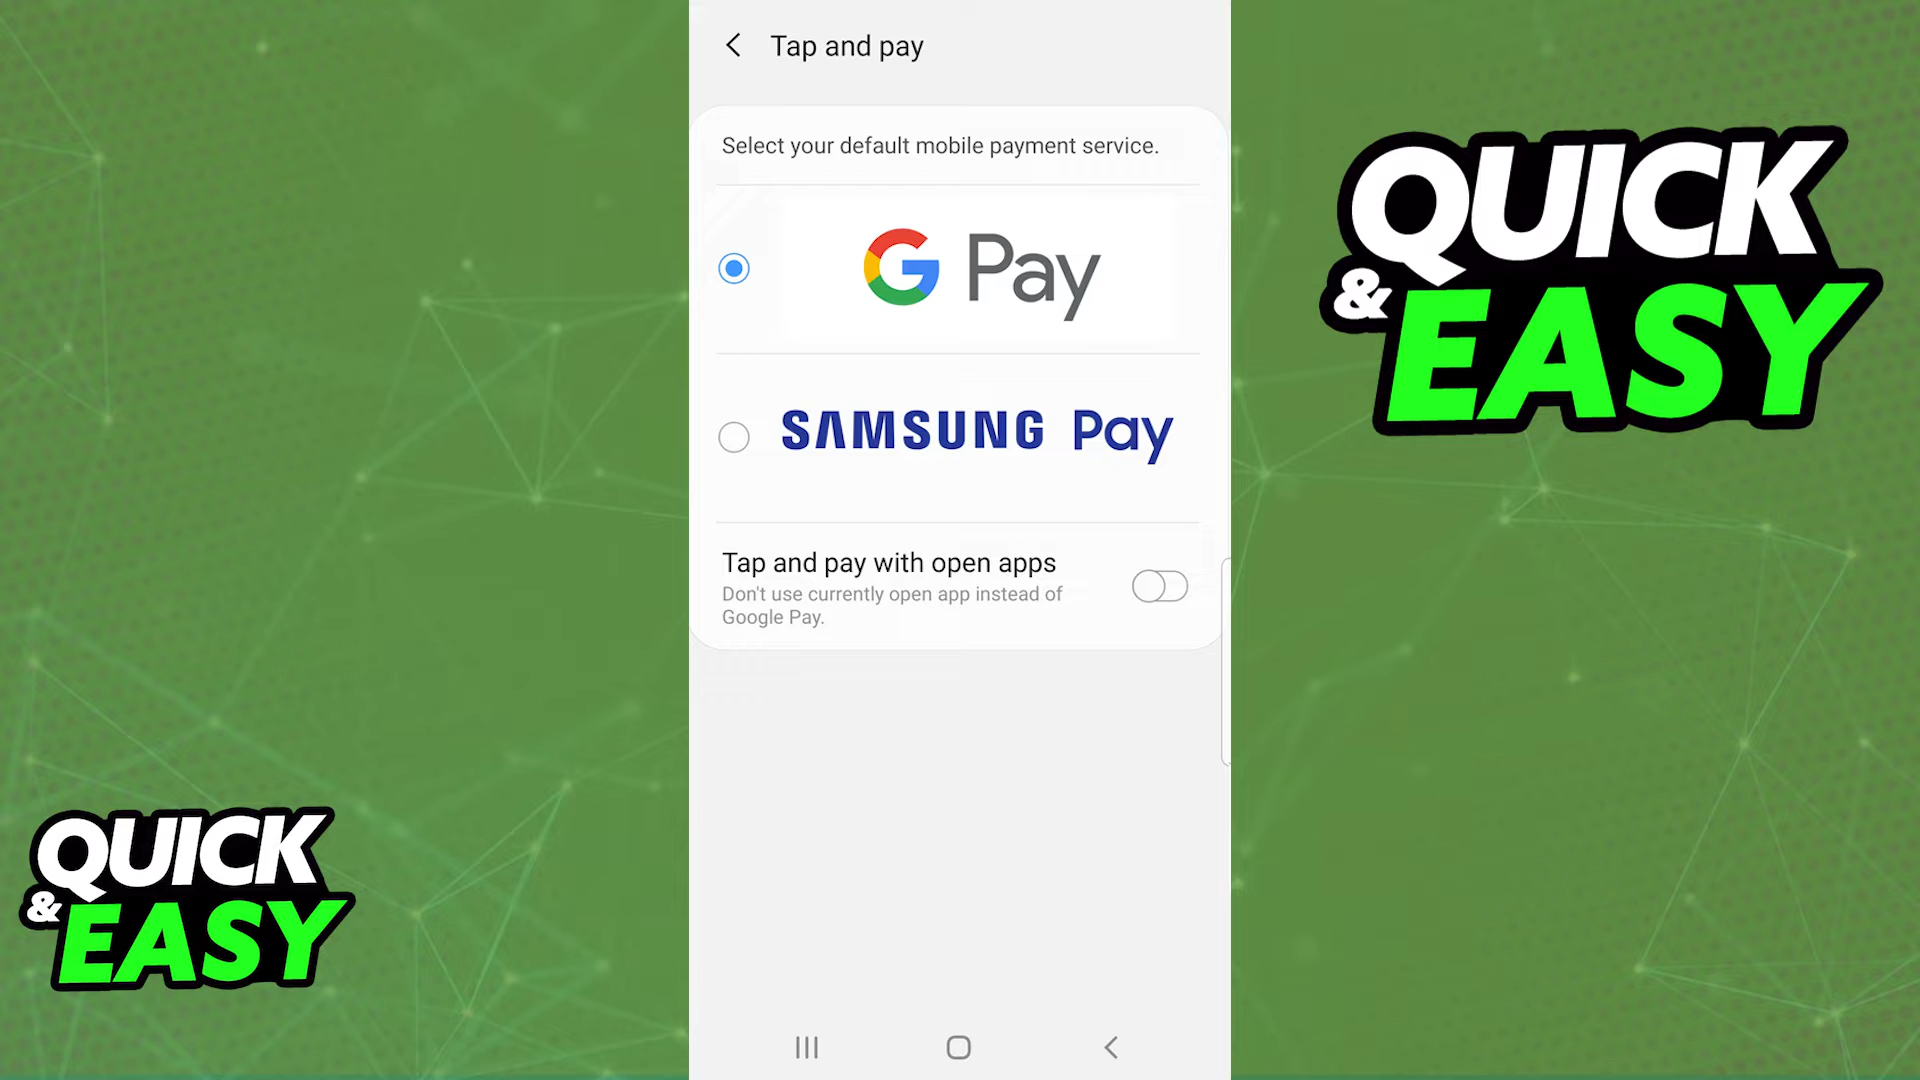 Tap and pay
Select your default mobile payment service.
G Pay
SAMSUNG Pay
Tap and pay with open apps
Don't use currently open app instead of
Google Pay.
QUICK
& EASY
QUICK
& EASY